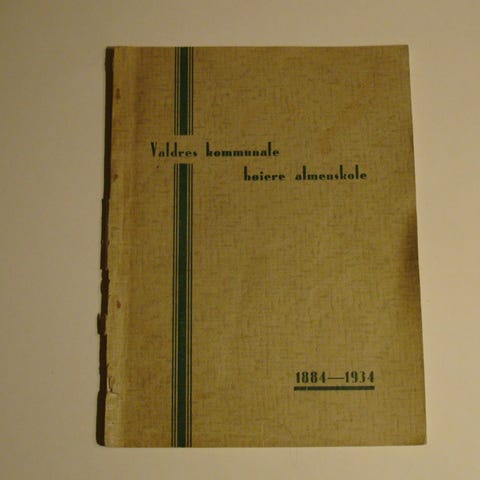 Valdres kommunale
høiere almenskole
1884—1934